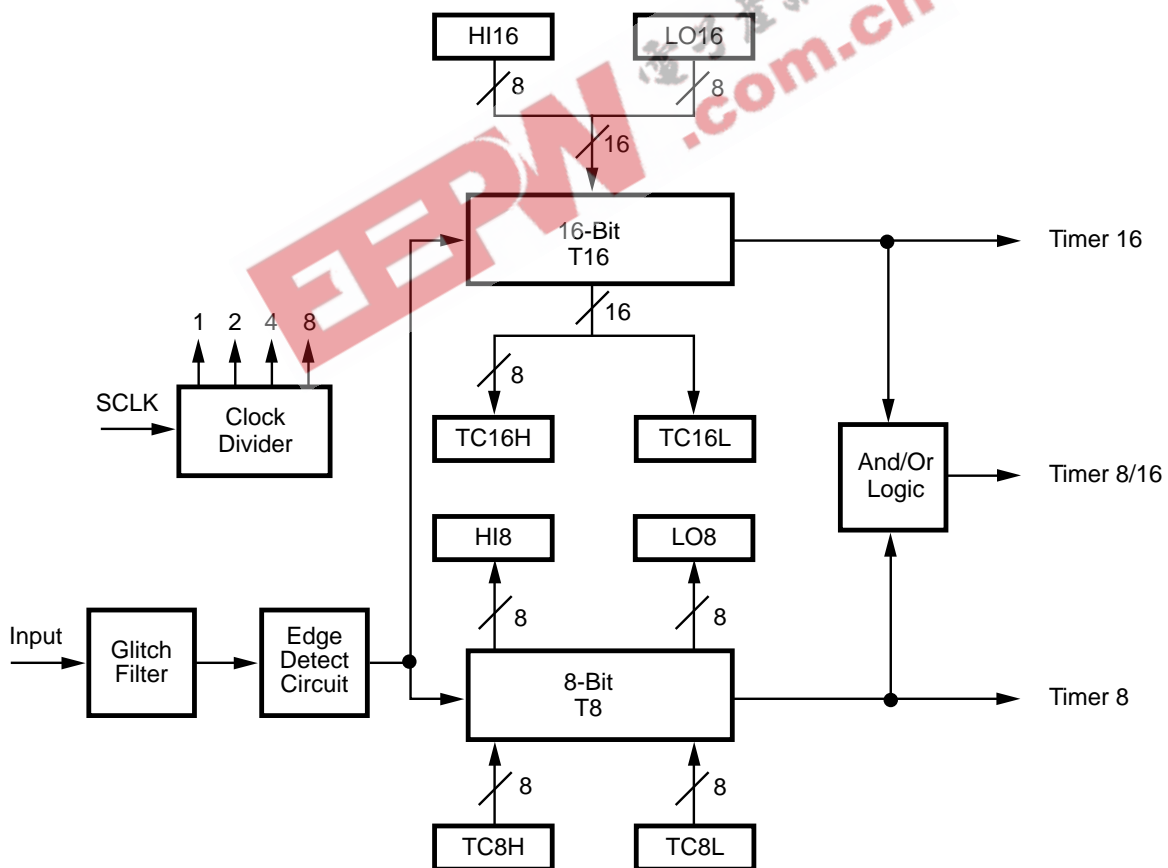 HI16
LO16
8
8
16
16-Bit
T16
Timer 16
16
1 2 4 8
8
SCLK
Clock
Divider
TC16H
TC16L
And/Or
Logic
Timer 8/16
HI8
LO8
8
8
Input
Glitch
Filter
Edge
Detect
Circuit
8-Bit
T8
Timer 8
8
8
TC8H
TC8L
EEPW
.com.cn